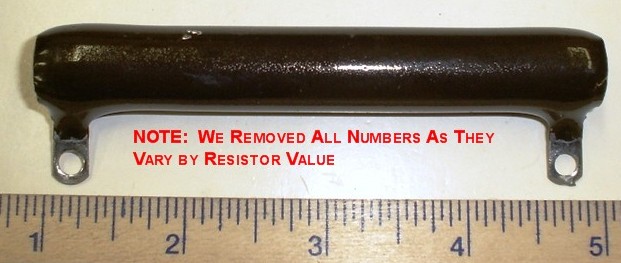 NOTE: WE REMOVED ALL NUMBERS AS THEY
VARY BY RESISTOR VALUE
1 2 3 4 5